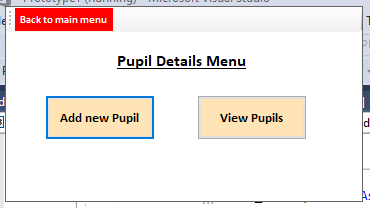 Prototype1 (Running) - Microsoft Visual Studio
Back to main menu
Pupil Details Menu
Add new Pupil
View Pupils